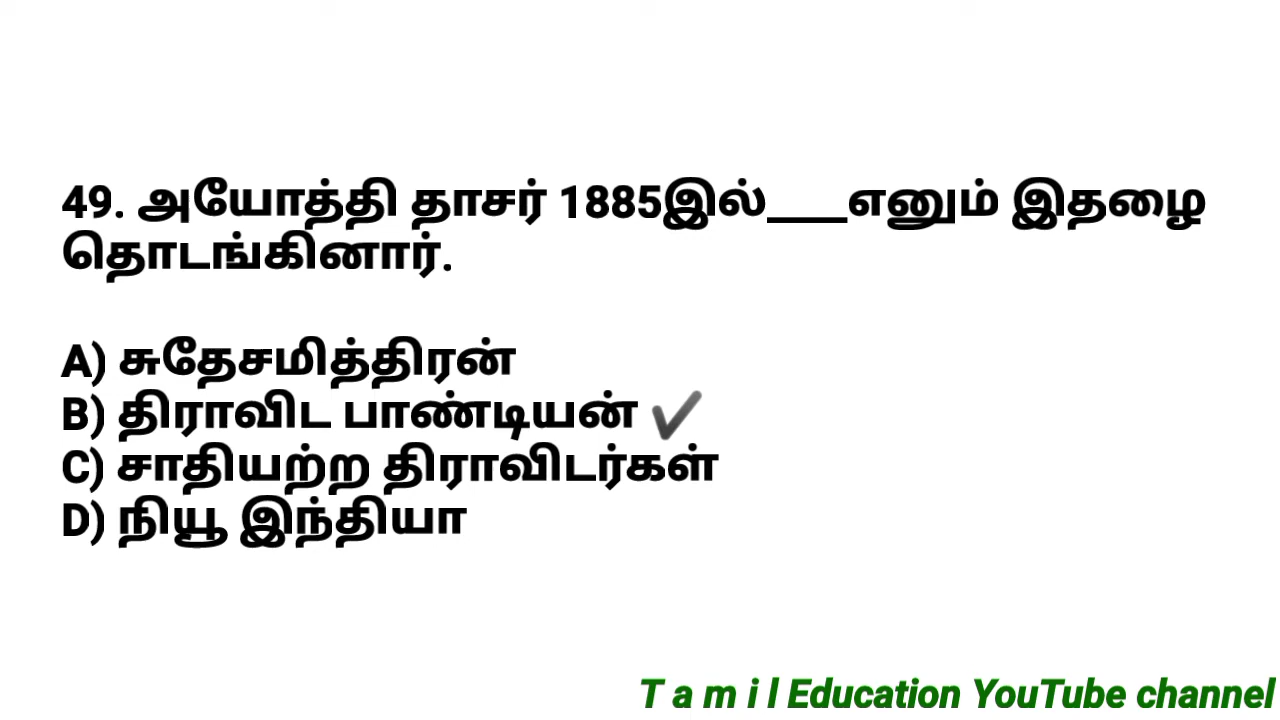 49. அயோத்தி தாசர் 1885இல்____எனும் இதழை
தொடங்கினார்.
A) சுதேசமித்திரன்
B) திராவிட பாண்டியன் ✔
C) சாதியற்ற திராவிடர்கள்
D) நியூ இந்தியா
T a m i l Education YouTube channel